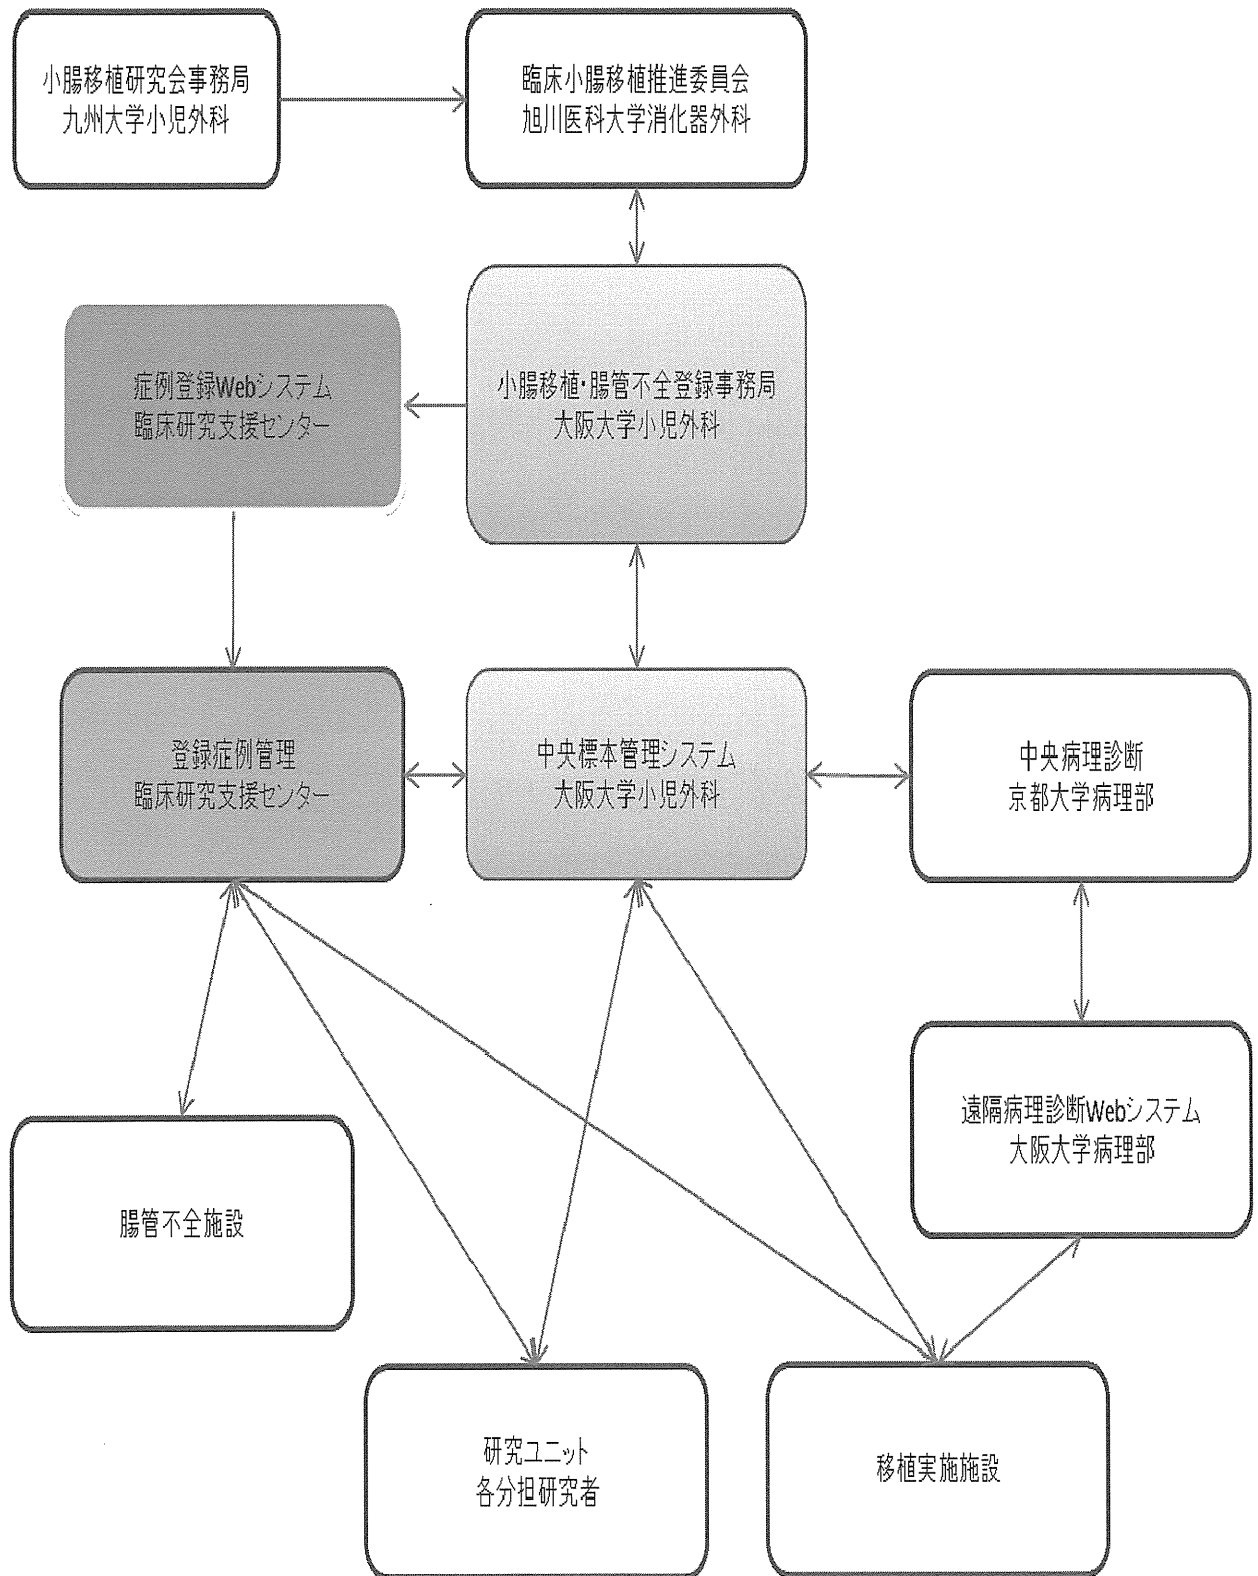 小腸移植研究会事務局
九州大学小児外科
臨床小腸移植推進委員会
旭川医科大学消化器外科
症例登録Webシステム
臨床研究支援センター
小腸移植・腸管不全登録事務局
大阪大学小児外科
登録症例管理
臨床研究支援センター
中央標本管理システム
大阪大学小児外科
中央病理診断
京都大学病理部
遠隔病理診断Webシステム
大阪大学病理部
腸管不全施設
研究ユニット
各分担研究者
移植実施施設